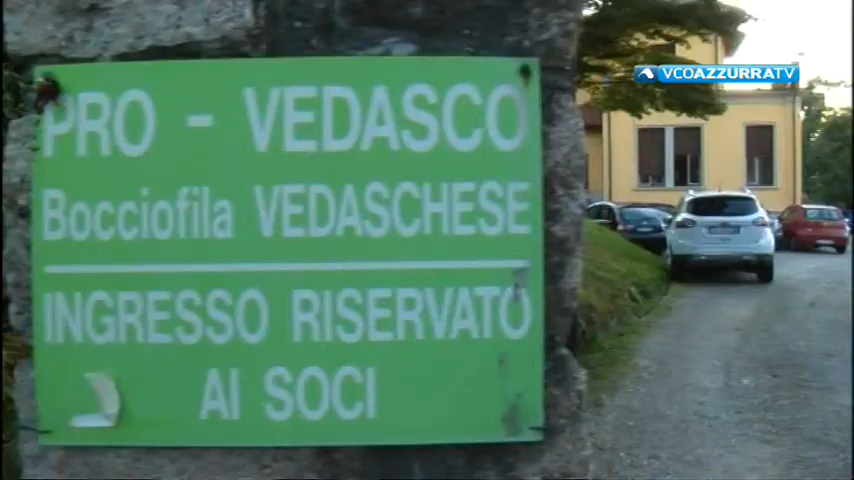 PRO - VEDASCO
Bocciofila VEDASCHESE
INGRESSO RISERVATO
AI SOCI
VCOAZZURRATV